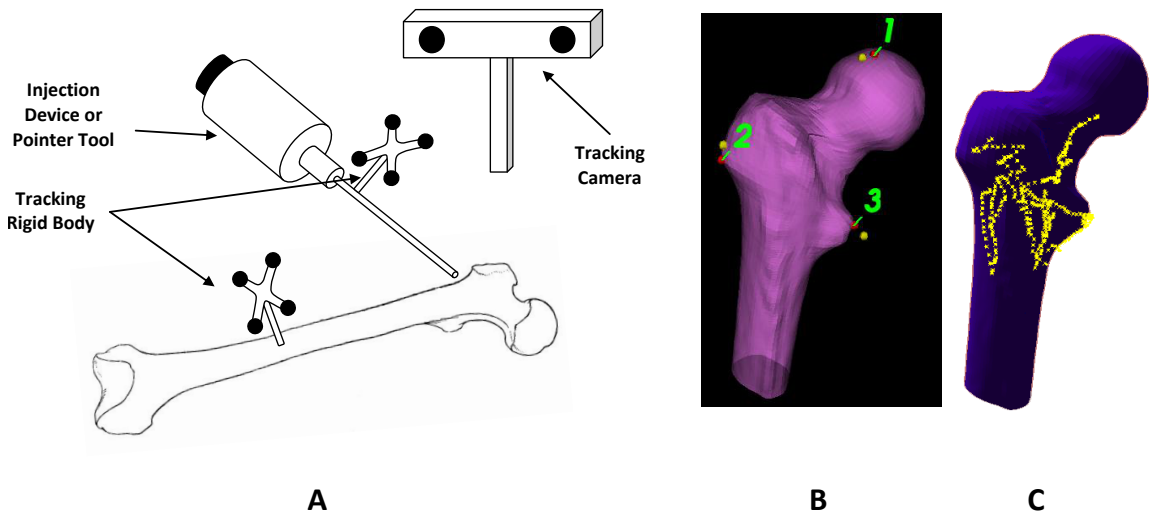 Injection
Device or
Pointer Tool
Tracking
Rigid Body
Tracking
Camera
1
2
3
A
B
C